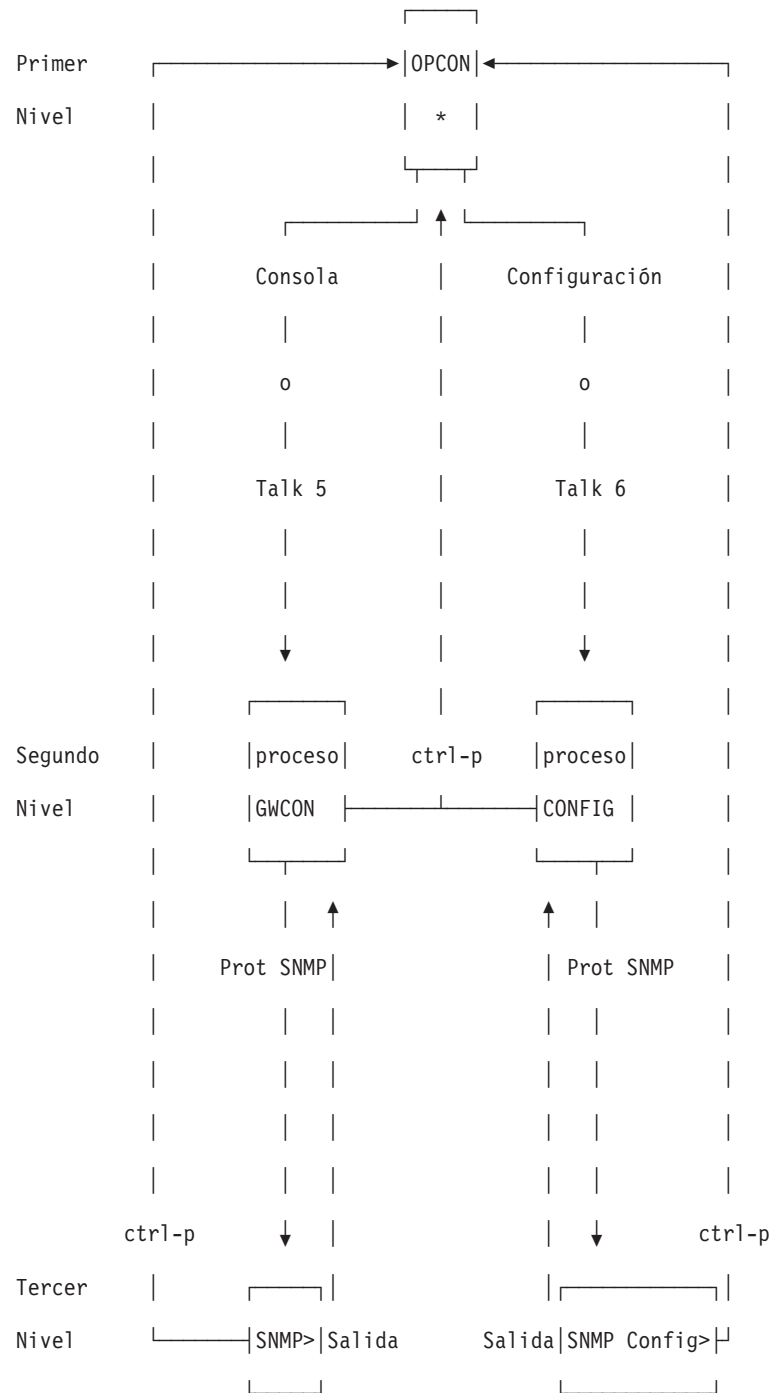 Primer OPCON
Nivel *
Consola Configuración
o o
Talk 5 Talk 6
Segundo proceso ctrl-p proceso
Nivel GWCON CONFIG
Prot SNMP Prot SNMP
ctrl-p ctrl-p
Tercer
Nivel SNMP> Salida Salida SNMP Config>